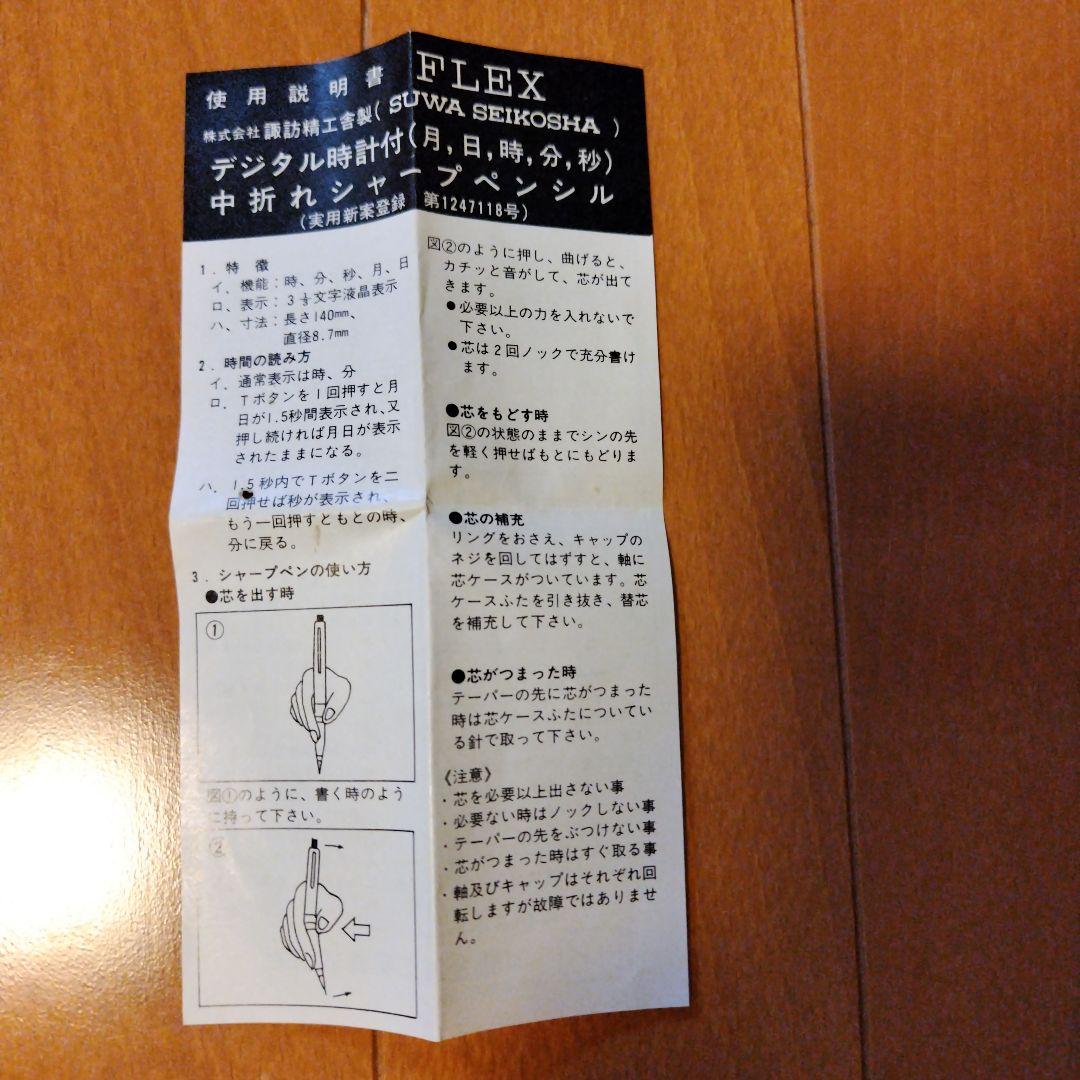 使用説明書 FLEX
株式会社 諏訪精工舎製(SUWA SEIKOSHA)
デジタル時計付(月,日,時,分,秒)
中折れシャープペンシル
(実用新案登録 第1247118号)
1. 特徴
イ、機能：時、分、秒、月、日
ロ、表示：3½文字液晶表示
ハ、寸法：長さ140mm、
直径8.7mm
2. 時間の読み方
イ、通常表示は時、分
ロ、Tボタンを1回押すと月
日が1.5秒間表示され、又
押し続ければ月日が表示
されたままになる。
ハ、1.5秒内でTボタンを二
回押せば秒が表示され、
もう一回押すともとの時、
分に戻る。
3. シャープペンの使い方
●芯を出す時
①
図①のように、書く時のよう
に持って下さい。
②
図②のように押し、曲げると、
カチッと音がして、芯が出て
きます。
●必要以上の力を入れないで
下さい。
●芯は2回ノックで充分書け
ます。
●芯をもどす時
図②の状態のままでシンの先
を軽く押せばもとにもどりま
す。
●芯の補充
リングをおさえ、キャップの
ネジを回してはずすと、軸に
芯ケースがついています。芯
ケースふたを引き抜き、替芯
を補充して下さい。
●芯がつまった時
テーパーの先に芯がつまった
時は芯ケースふたについてい
る針で取って下さい。
《注意》
・芯を必要以上出さない事
・必要ない時はノックしない事
・テーパーの先をぶつけない事
・芯がつまった時はすぐ取る事
・軸及びキャップはそれぞれ回
転しますが故障ではありませ
ん。